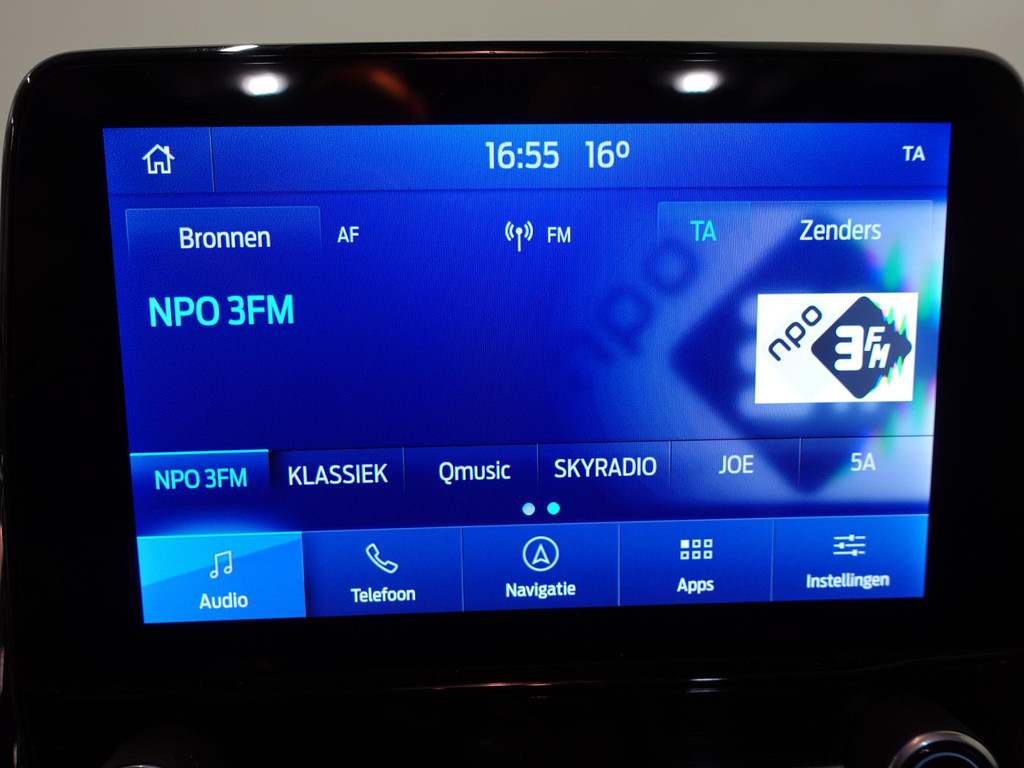 16:55 16º TA
Bronnen AF FM TA Zenders
NPO 3FM
npo 3FM
NPO 3FM KLASSIEK Qmusic SKYRADIO JOE 5A
Audio Telefoon Navigatie Apps Instellingen